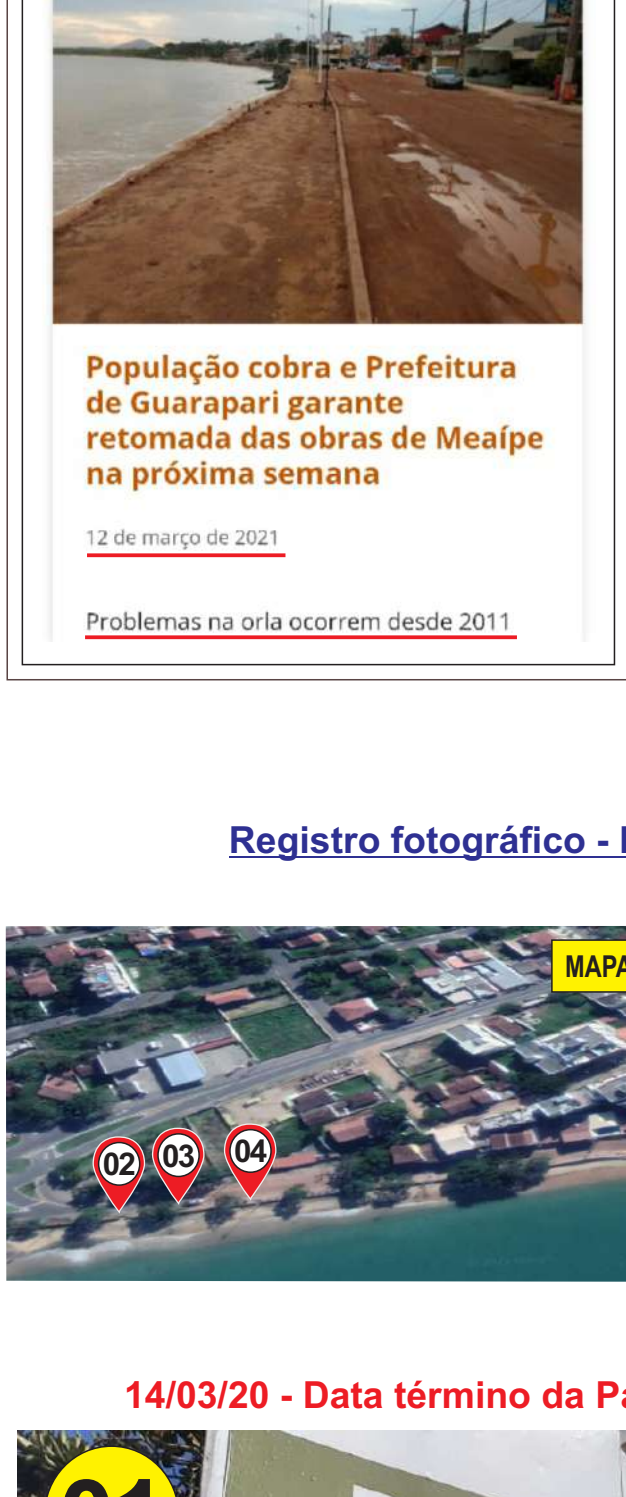 População cobra e Prefeitura
de Guarapari garante
retomada das obras de Meaípe
na próxima semana
12 de março de 2021
Problemas na orla ocorrem desde 2011
Registro fotográfico -
MAPA
02
03
04
14/03/20 - Data término da Pa
01